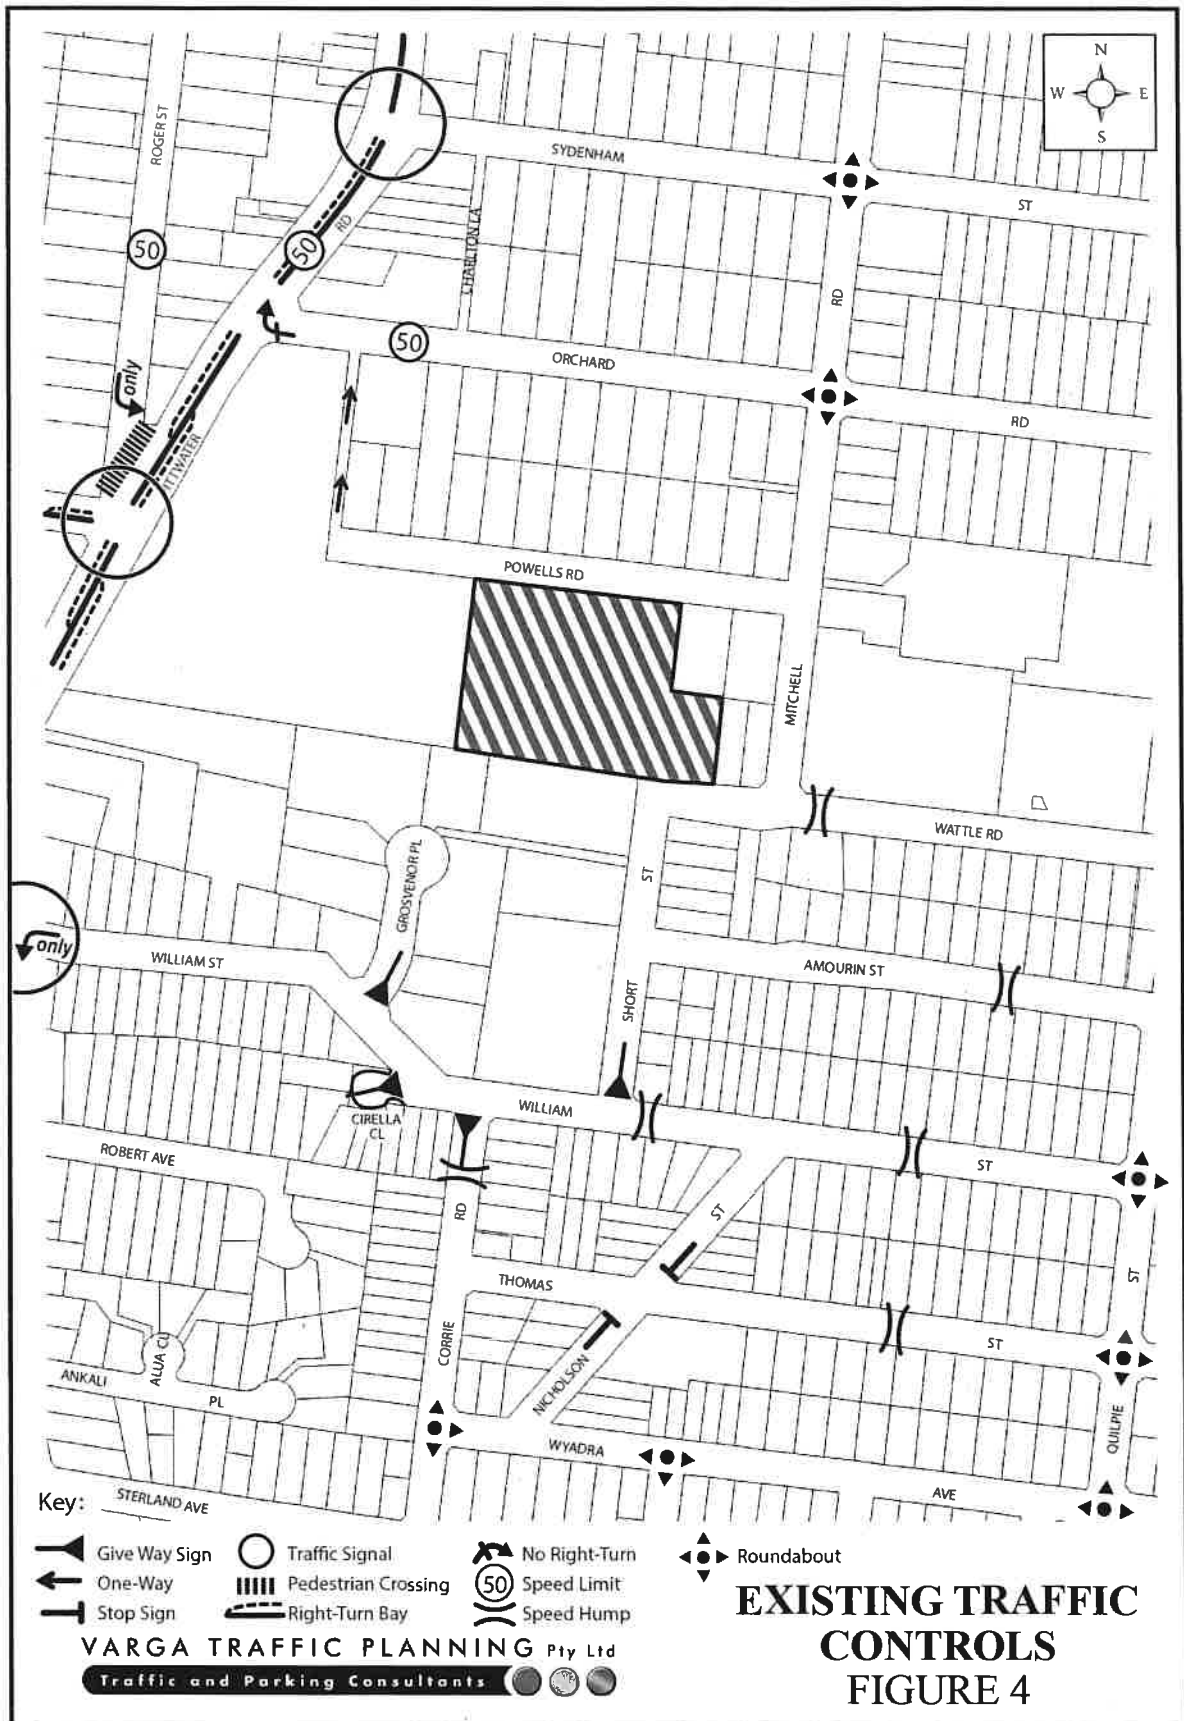 N
W E
S
ROGER ST
SYDENHAM
ST
RD
50
50
CHARLTON LA
RD
50
ORCHARD
RD
only
POWELLS RD
MITCHELL
WATTLE RD
GROSVENOR PL
ST
only
WILLIAM ST
AMOURIN ST
SHORT
WILLIAM
CIRELLA
CL
ST
ROBERT AVE
RD
ST
THOMAS
ST
ST
CORRIE
ALUA CL
ANKALI
PL
NICHOLSON
QUILPIE
WYADRA
AVE
STERLAND AVE
Key:
Give Way Sign
Traffic Signal
No Right-Turn
Roundabout
One-Way
Pedestrian Crossing
50 Speed Limit
Stop Sign
Right-Turn Bay
Speed Hump
EXISTING TRAFFIC
CONTROLS
FIGURE 4
VARGA TRAFFIC PLANNING Pty Ltd
Traffic and Parking Consultants